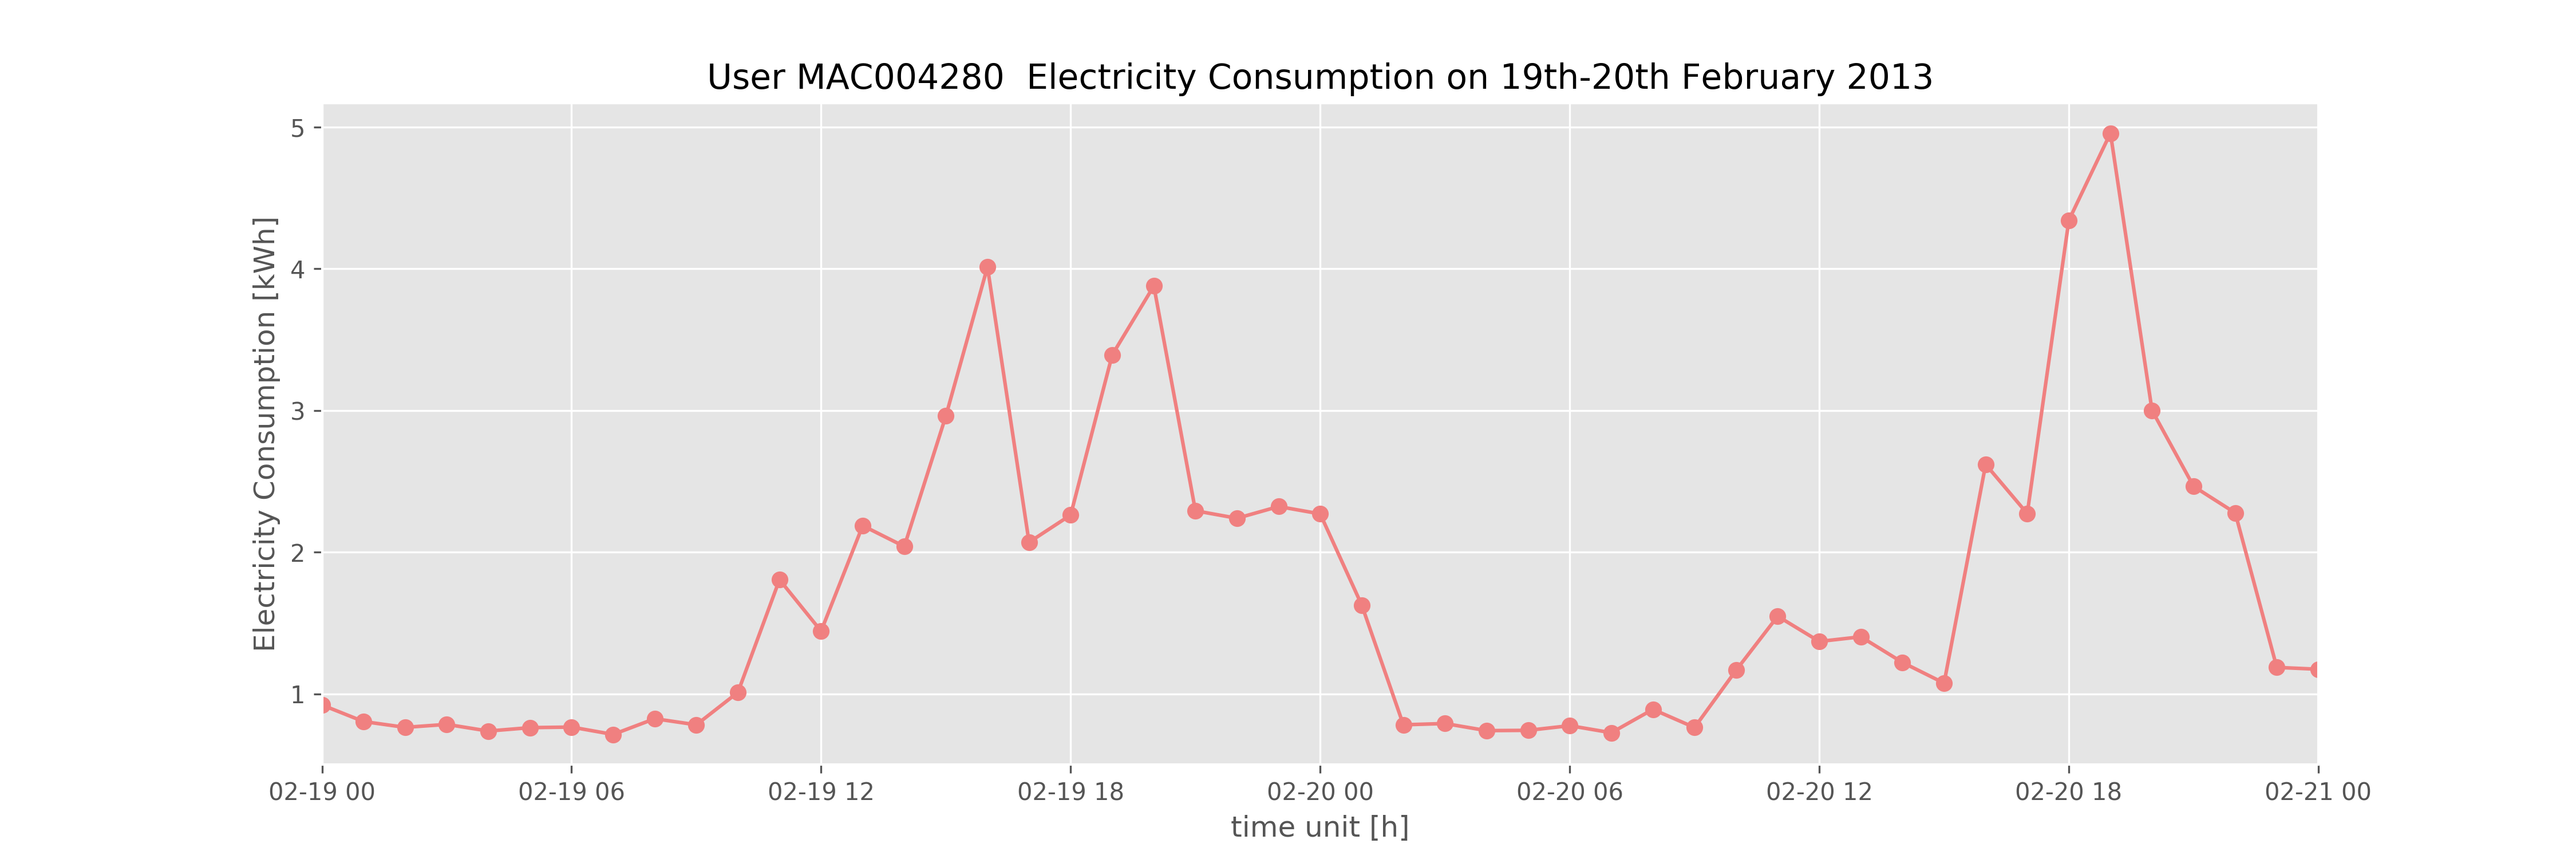 User MAC004280  Electricity Consumption on 19th-20th February 2013
Electricity Consumption [kWh]
5
4
3
2
1
02-19 00 02-19 06 02-19 12 02-19 18 02-20 00 02-20 06 02-20 12 02-20 18 02-21 00
time unit [h]